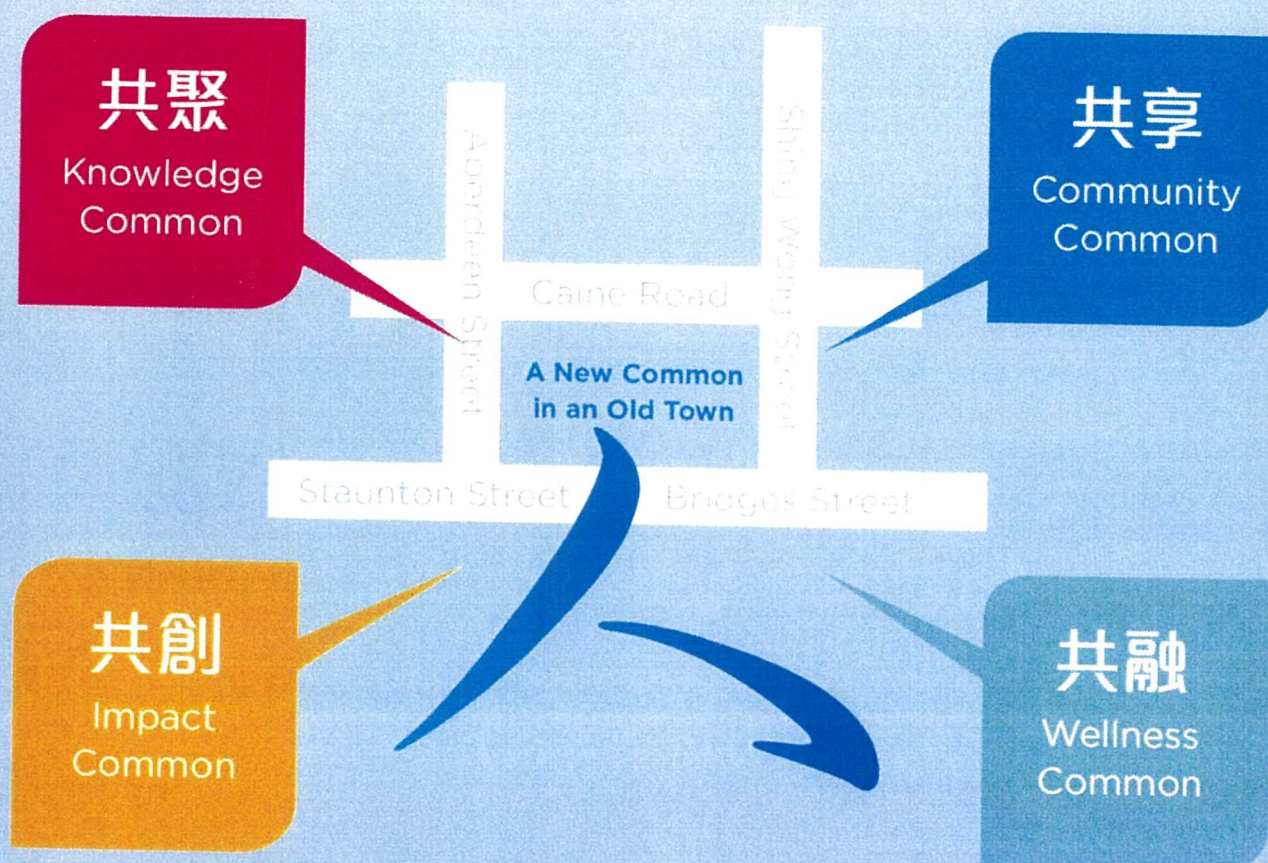 共聚
Knowledge
Common
共享
Community
Common
Aberdeen Street
Shing Wong Street
Caine Road
A New Common
in an Old Town
Staunton Street
Bridges Street
共創
Impact
Common
共融
Wellness
Common